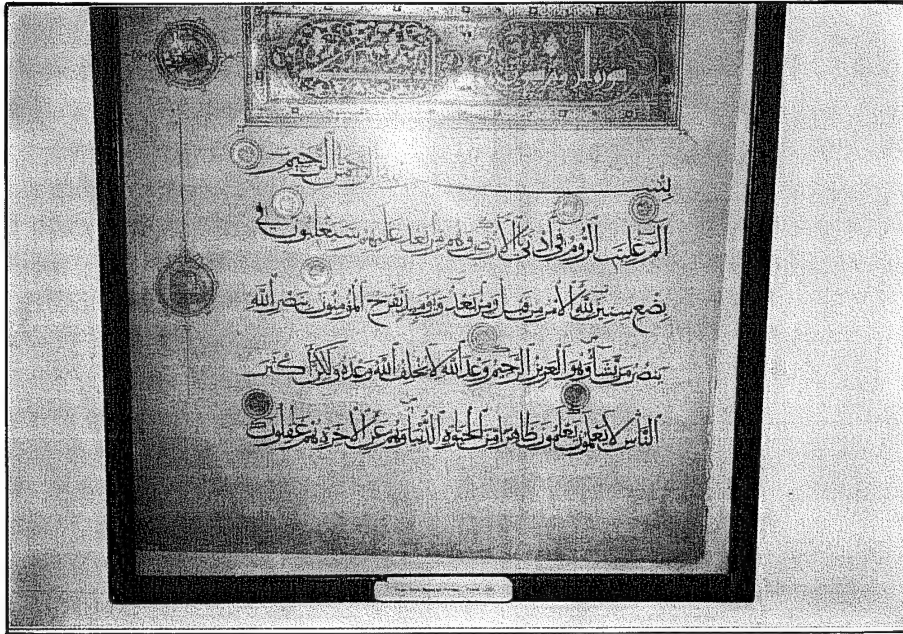 بسم الرحمن الرحيم
الم غلبت الروم في أدنى الأرض وهم من بعد غلبهم سيغلبون في
بضع سنين لله الأمر من قبل ومن بعد ويومئذ يفرح المؤمنون بنصر الله
ينصر من يشاء وهو العزيز الرحيم وعد الله لا يخلف الله وعده ولكن أكثر
الناس لا يعلمون يعلمون ظاهرا من الحيوة الدنيا وهم عن الآخرة هم غفلون